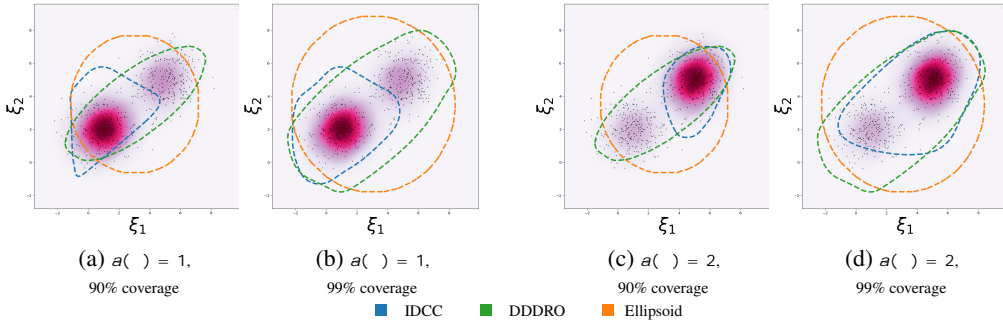 ξ2
ξ1
ξ2
ξ1
ξ2
ξ1
ξ2
ξ1
(a) a( ) = 1,
90% coverage
(b) a( ) = 1,
99% coverage
(c) a( ) = 2,
90% coverage
(d) a( ) = 2,
99% coverage
IDCC DDDRO Ellipsoid